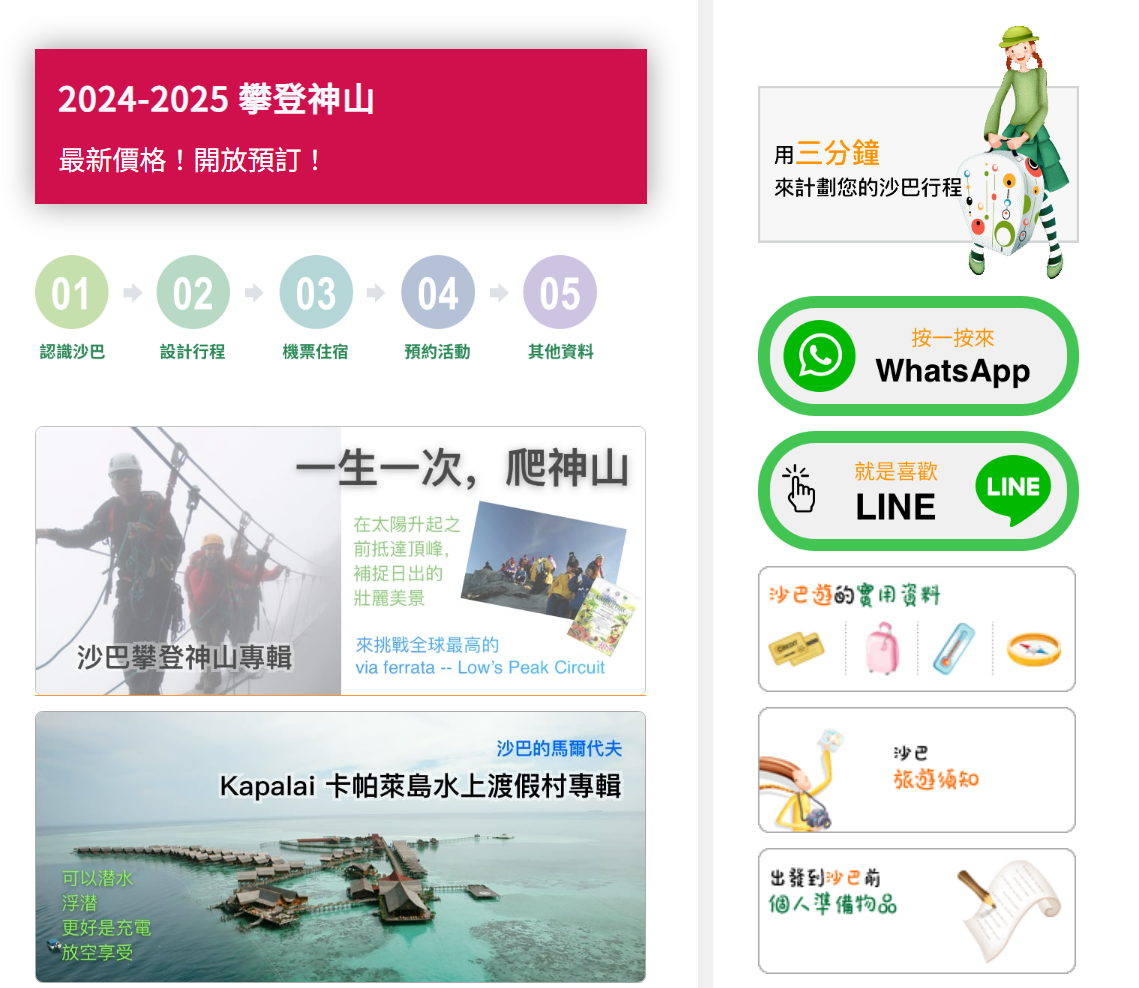 2024-2025 攀登神山
最新價格！開放預訂！
01
02
03
04
05
認識沙巴
設計行程
機票住宿
預約活動
其他資料
一生一次，爬神山
在太陽升起之
前抵達頂峰，
補捉日出的
壯麗美景
沙巴攀登神山專輯
來挑戰全球最高的
via ferrata -- Low's Peak Circuit
沙巴的馬爾代夫
Kapalai 卡帕萊島水上渡假村專輯
可以潛水
浮潛
更好是充電
放空享受
用三分鐘
來計劃您的沙巴行程
按一按來
WhatsApp
就是喜歡
LINE
LINE
沙巴遊的實用資料
CREDIT
沙巴
旅遊須知
出發到沙巴前
個人準備物品